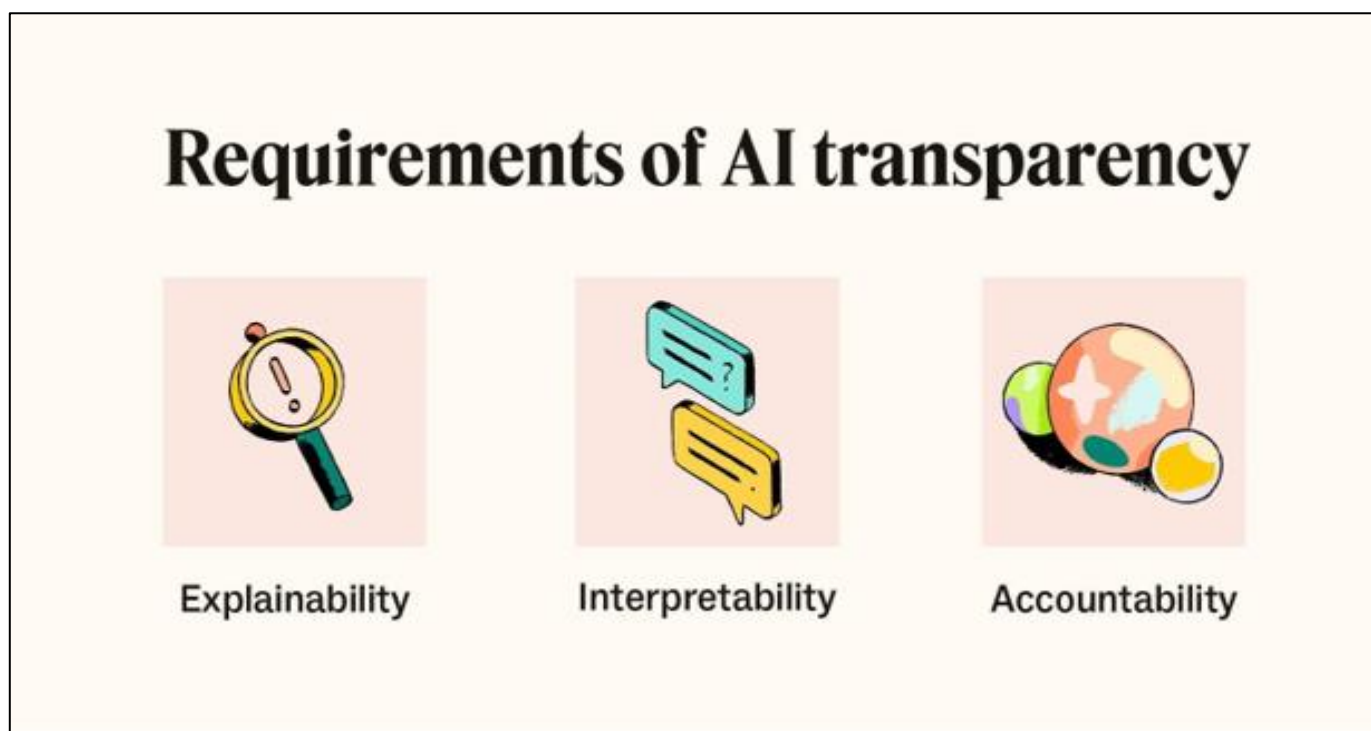 Requirements of AI transparency
Explainability
Interpretability
Accountability